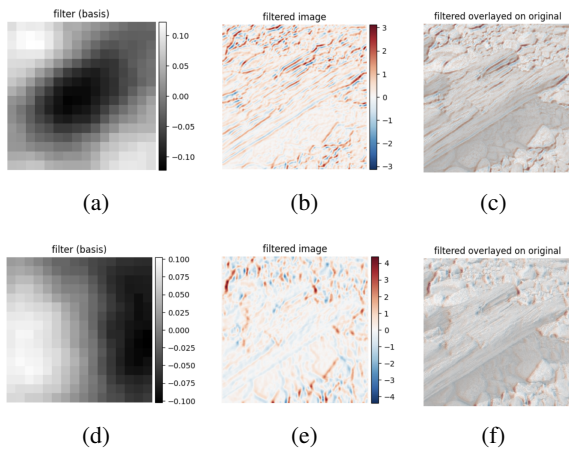 filter (basis)
0.10
0.05
0.00
−0.05
−0.10
(a)
filtered image
3
2
1
0
−1
−2
−3
(b)
filtered overlayed on original
(c)
filter (basis)
0.100
0.075
0.050
0.025
0.000
−0.025
−0.050
−0.075
−0.100
(d)
filtered image
4
3
2
1
0
−1
−2
−3
−4
(e)
filtered overlayed on original
(f)